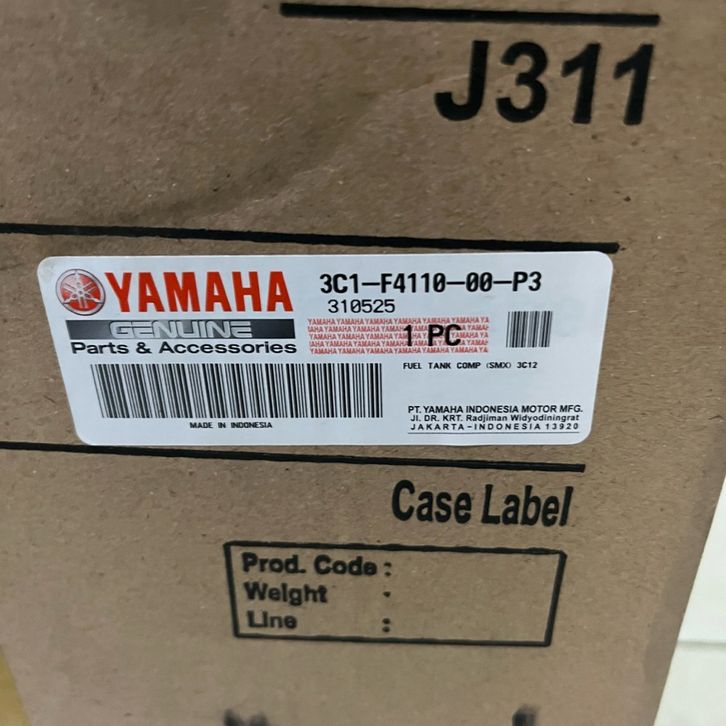 J311
YAMAHA
GENUINE
Parts & Accessories
3C1-F4110-00-P3
310525
1 PC
FUEL TANK COMP (SMX) 3C12
MADE IN INDONESIA
PT. YAMAHA INDONESIA MOTOR MFG.
Jl. DR. KRT. Radjiman Widyodiningrat
JAKARTA-INDONESIA 13920
Case Label
Prod. Code :
Weight :
Line :